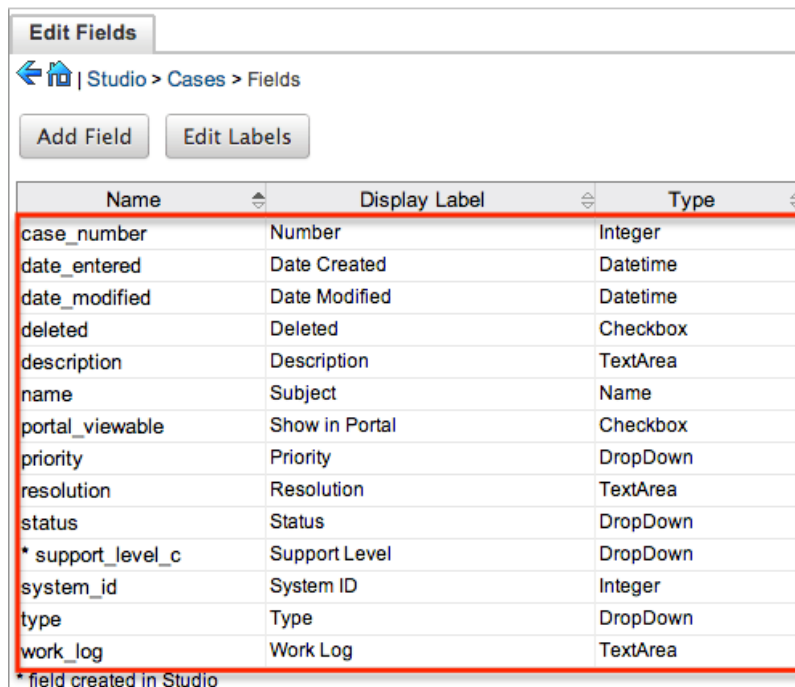 Edit Fields
| Studio > Cases > Fields
Add Field Edit Labels
Name Display Label Type
case_number Number Integer
date_entered Date Created Datetime
date_modified Date Modified Datetime
deleted Deleted Checkbox
description Description TextArea
name Subject Name
portal_viewable Show in Portal Checkbox
priority Priority DropDown
resolution Resolution TextArea
status Status DropDown
* support_level_c Support Level DropDown
system_id System ID Integer
type Type DropDown
work_log Work Log TextArea
* field created in Studio